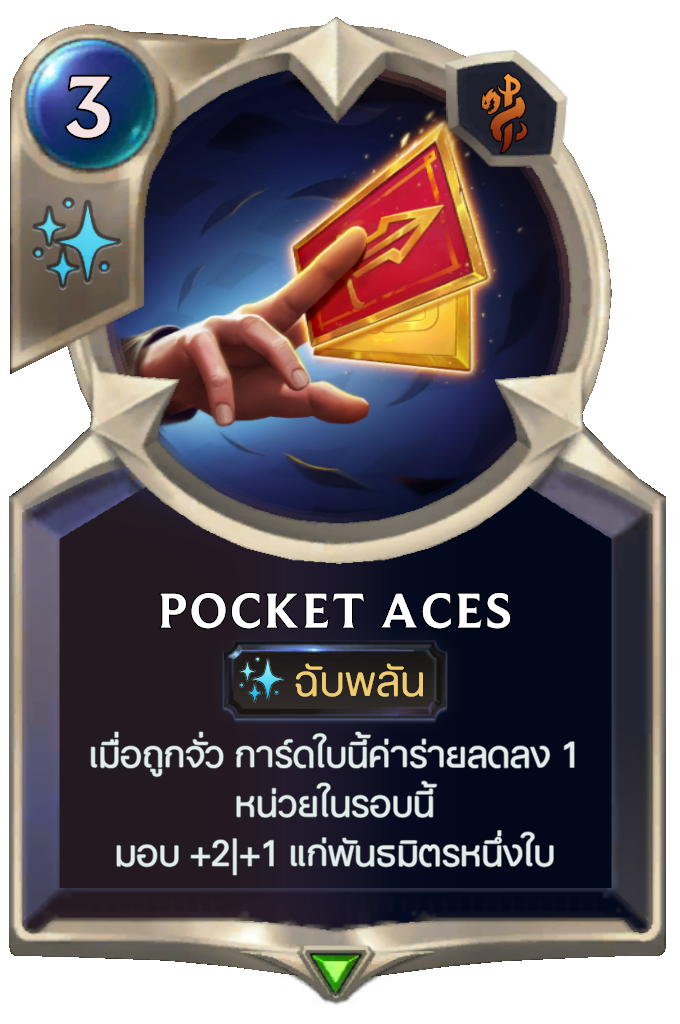 3
POCKET ACES
ฉับพลัน
เมื่อถูกจั่ว การ์ดใบนี้ค่าร่ายลดลง 1
หน่วยในรอบนี้
มอบ +2|+1 แก่พันธมิตรหนึ่งใบ